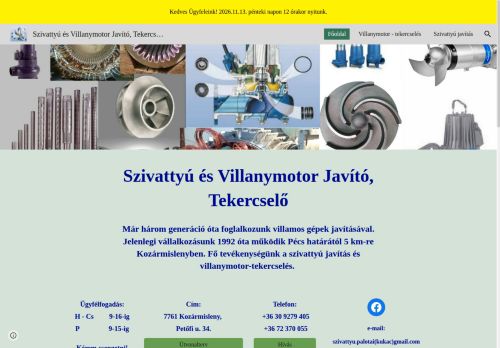 Kedves Ügyfeleink! 2026.11.13. pénteki napon 12 órakor nyitunk.
Szivattyú és Villanymotor Javító, Tekercs…
Főoldal
Villanymotor - tekercselés
Szivattyú javítás
Szivattyú és Villanymotor Javító,
Tekercselő
Már három generáció óta foglalkozunk villamos gépek javításával.
Jelenlegi vállalkozásunk 1992 óta működik Pécs határától 5 km-re
Kozármislenyben. Fő tevékenységünk a szivattyú javítás és
villanymotor-tekercselés.
Ügyfélfogadás:
H - Cs 9-16-ig
P 9-15-ig
Cím:
7761 Kozármisleny,
Petőfi u. 34.
Útvonalterv
Telefon:
+36 30 9279 405
+36 72 370 055
Hívás
e-mail:
szivattyu.palotai(kukac)gmail.com